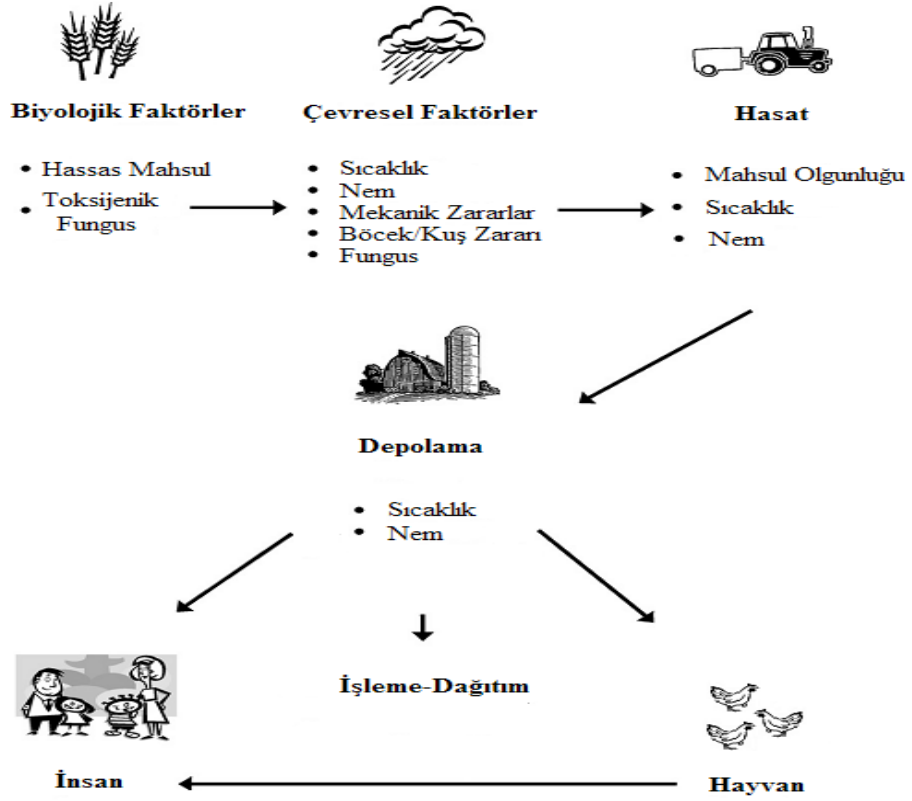 Biyolojik Faktörler
Hassas Mahsul
Toksijenik
Fungus
Çevresel Faktörler
Sıcaklık
Nem
Mekanik Zararlar
Böcek/Kuş Zararı
Fungus
Hasat
Mahsul Olgunluğu
Sıcaklık
Nem
Depolama
Sıcaklık
Nem
İşleme-Dağıtım
İnsan
Hayvan